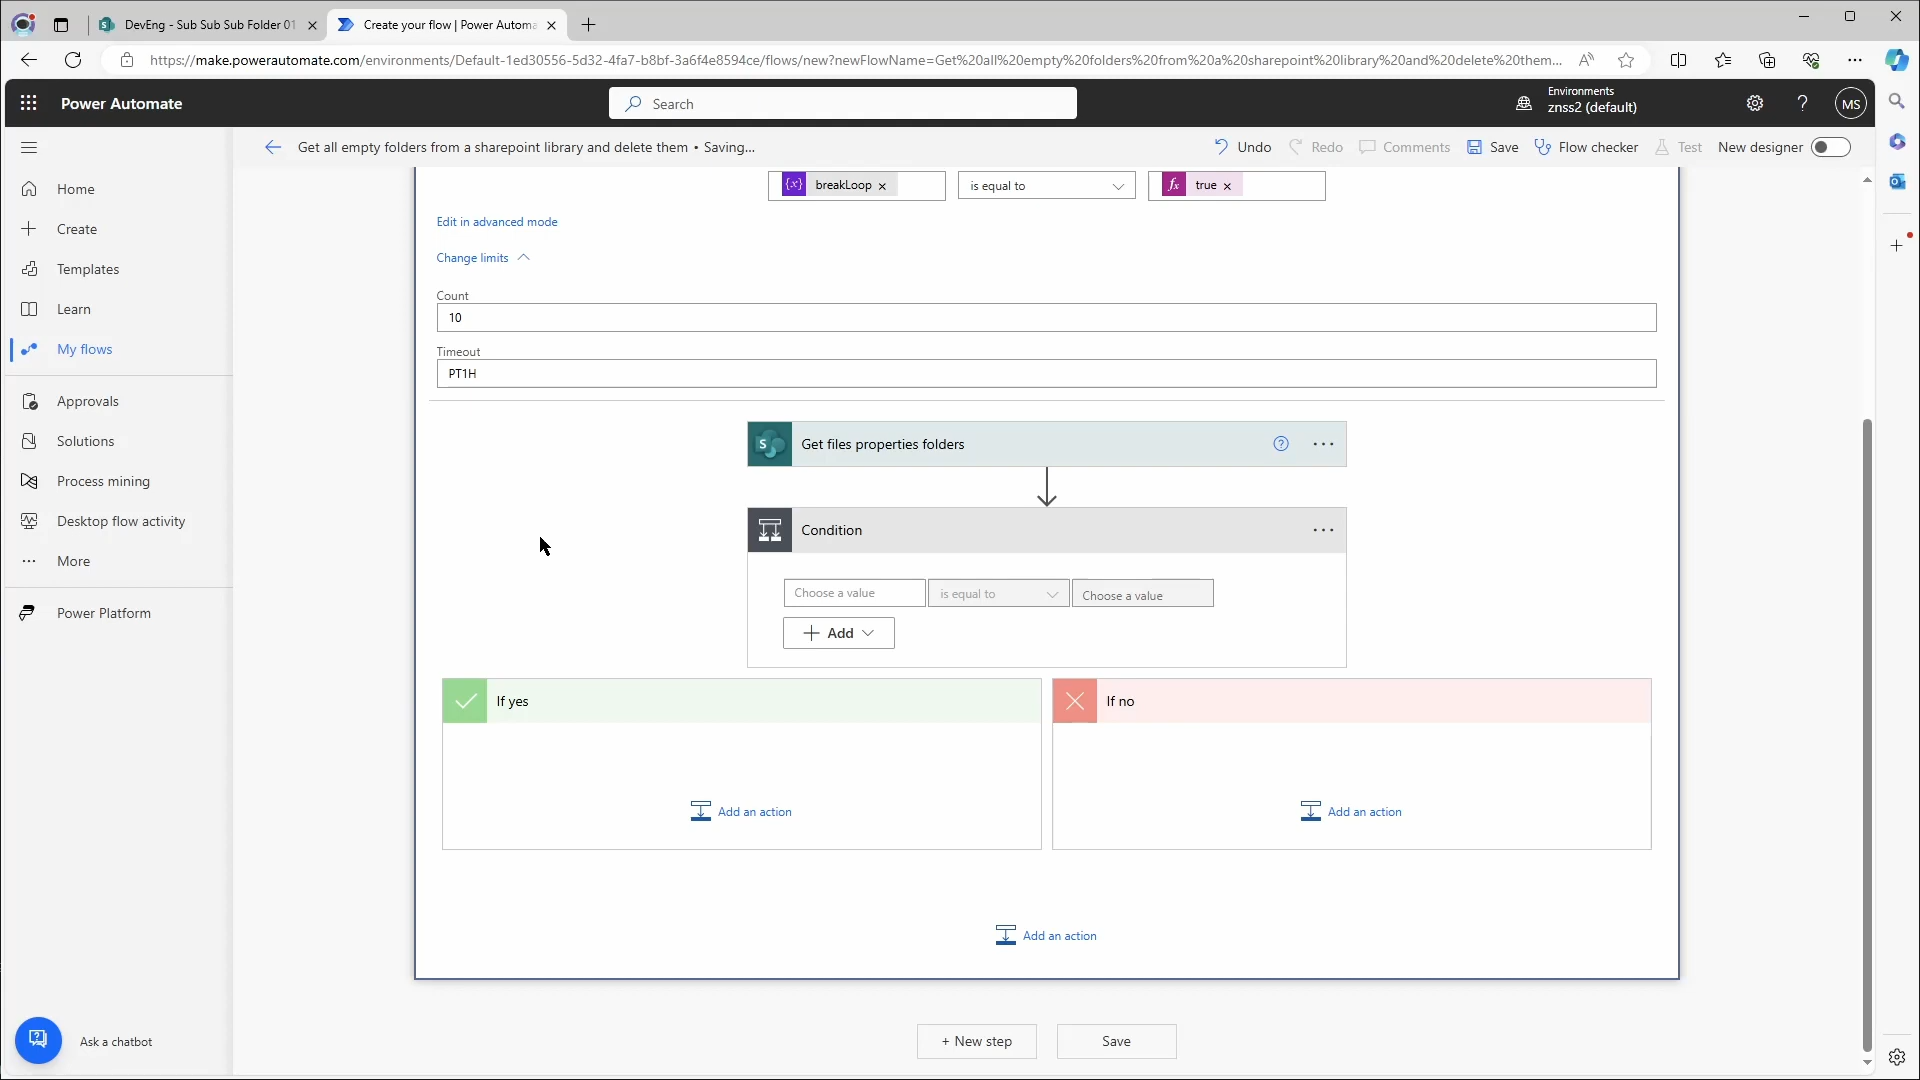 DevEng - Sub Sub Sub Folder 01
Create your flow | Power Automa
https://make.powerautomate.com/environments/Default-1ed30556-5d32-4fa7-b8bf-3a6f4e8594ce/flows/new?newFlowName=Get%20all%20empty%20folders%20from%20a%20sharepoint%20library%20and%20delete%20them...
Power Automate
Search
Environments
znss2 (default)
MS
Get all empty folders from a sharepoint library and delete them • Saving...
Undo
Redo
Comments
Save
Flow checker
Test
New designer
Home
Create
Templates
Learn
My flows
Approvals
Solutions
Process mining
Desktop flow activity
More
Power Platform
Ask a chatbot
breakLoop
is equal to
fx true
Edit in advanced mode
Change limits
Count
10
Timeout
PT1H
Get files properties folders
Condition
Choose a value
is equal to
Choose a value
Add
If yes
If no
Add an action
Add an action
Add an action
+ New step
Save